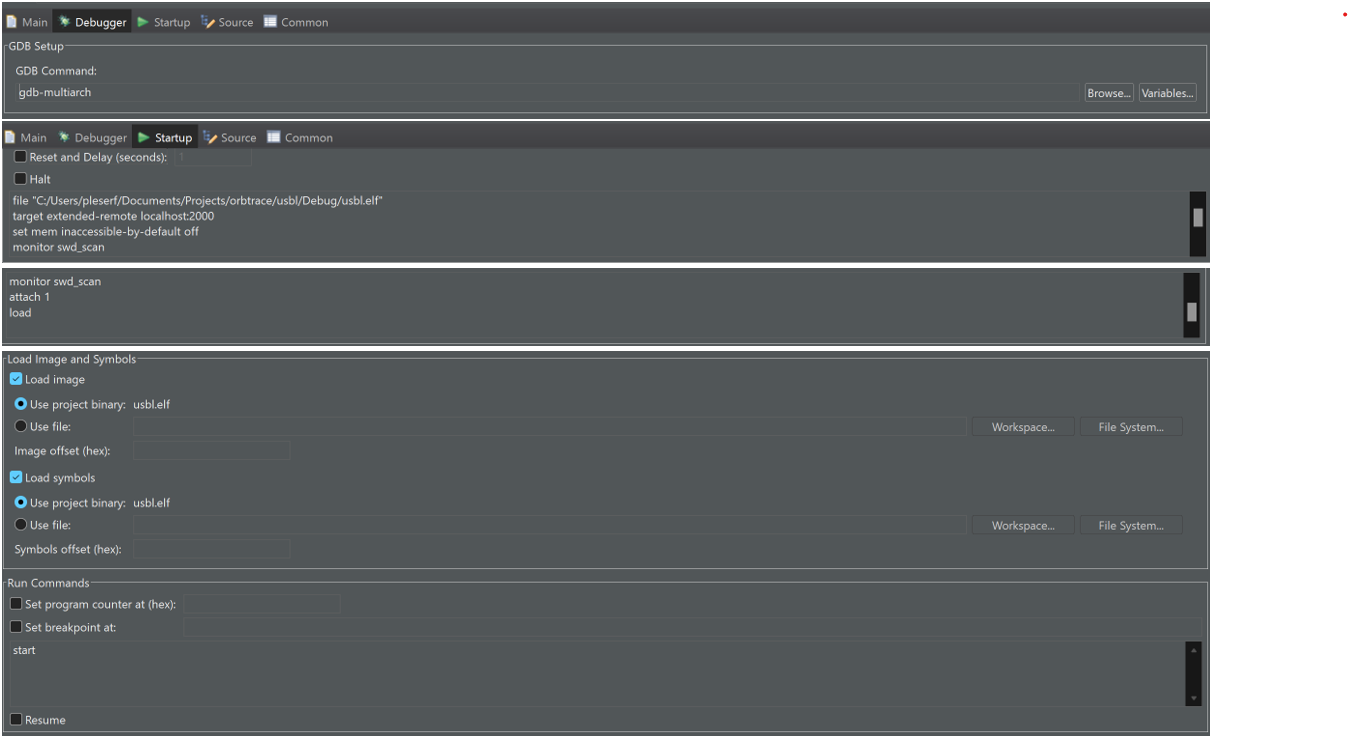 Main Debugger Startup Source Common
GDB Setup
GDB Command:
gdb-multiarch
Browse... Variables...
Main Debugger Startup Source Common
Reset and Delay (seconds): 1
Halt
file "C:/Users/pleserf/Documents/Projects/orbtrace/usbl/Debug/usbl.elf"
target extended-remote localhost:2000
set mem inaccessible-by-default off
monitor swd_scan
monitor swd_scan
attach 1
load
Load Image and Symbols
Load image
Use project binary: usbl.elf
Use file: Workspace... File System...
Image offset (hex):
Load symbols
Use project binary: usbl.elf
Use file: Workspace... File System...
Symbols offset (hex):
Run Commands
Set program counter at (hex):
Set breakpoint at:
start
Resume